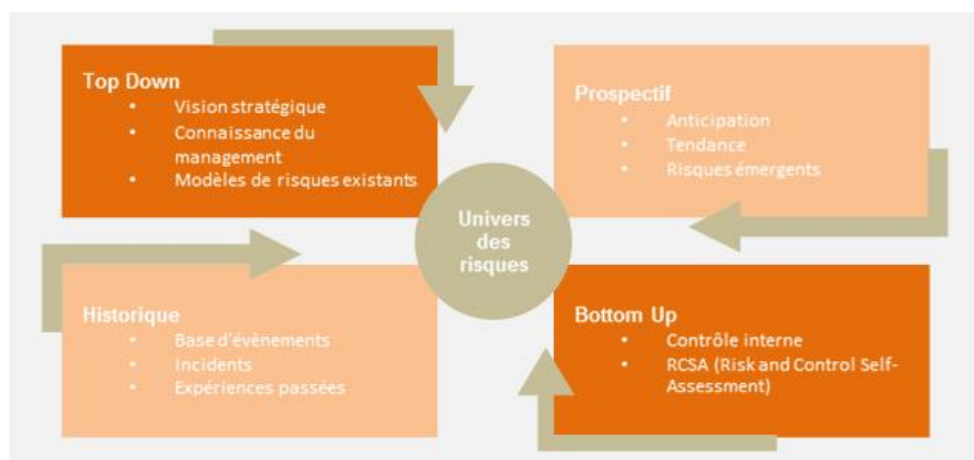 Top Down
• Vision stratégique
• Connaissance du
management
• Modèles de risques existants
Prospectif
• Anticipation
• Tendance
• Risques émergents
Univers
des
risques
Historique
• Base d'évènements
• Incidents
• Expériences passées
Bottom Up
• Contrôle interne
• RCSA (Risk and Control Self-
Assessment)